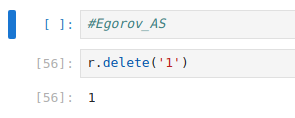 [ ]: #Egorov_AS
[56]: r.delete('1')
[56]: 1